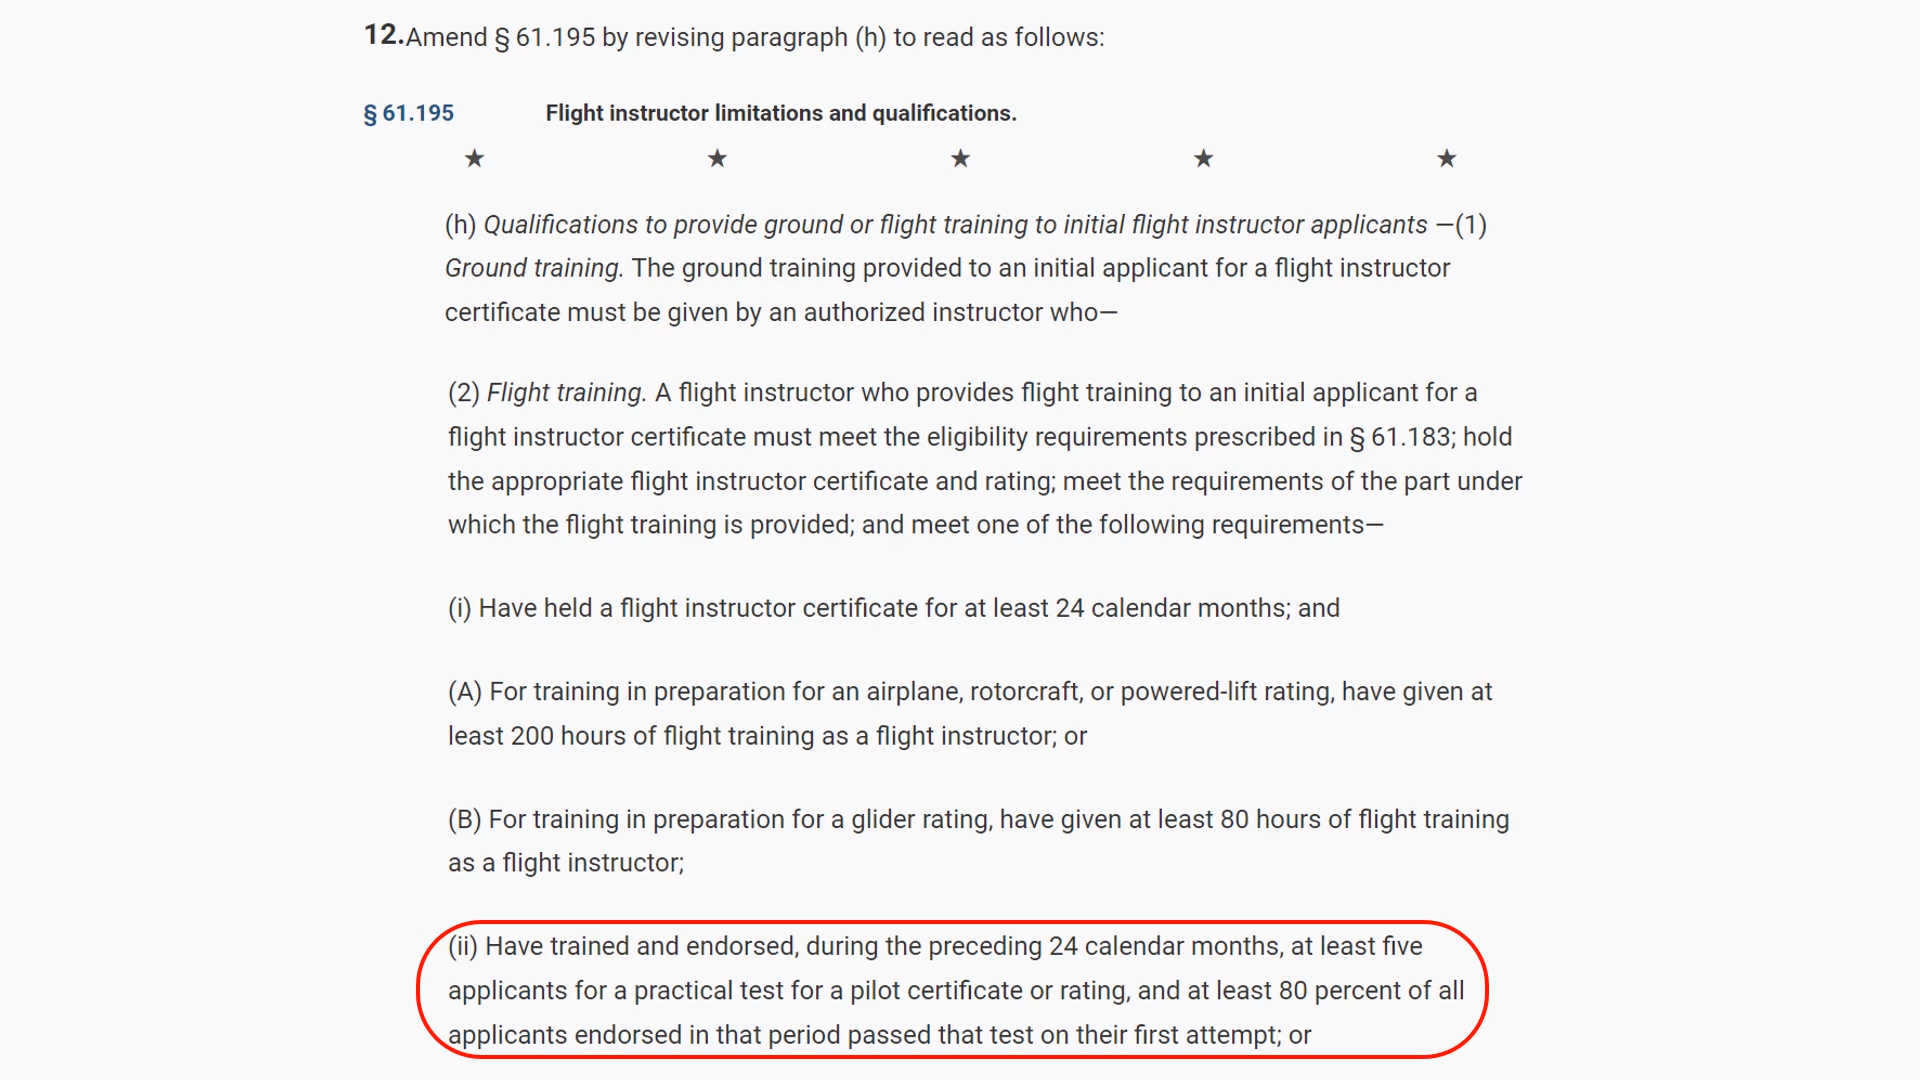 12.Amend § 61.195 by revising paragraph (h) to read as follows:
§ 61.195 Flight instructor limitations and qualifications.
★ ★ ★ ★ ★
(h) Qualifications to provide ground or flight training to initial flight instructor applicants —(1)
Ground training. The ground training provided to an initial applicant for a flight instructor
certificate must be given by an authorized instructor who—
(2) Flight training. A flight instructor who provides flight training to an initial applicant for a
flight instructor certificate must meet the eligibility requirements prescribed in § 61.183; hold
the appropriate flight instructor certificate and rating; meet the requirements of the part under
which the flight training is provided; and meet one of the following requirements—
(i) Have held a flight instructor certificate for at least 24 calendar months; and
(A) For training in preparation for an airplane, rotorcraft, or powered-lift rating, have given at
least 200 hours of flight training as a flight instructor; or
(B) For training in preparation for a glider rating, have given at least 80 hours of flight training
as a flight instructor;
(ii) Have trained and endorsed, during the preceding 24 calendar months, at least five
applicants for a practical test for a pilot certificate or rating, and at least 80 percent of all
applicants endorsed in that period passed that test on their first attempt; or